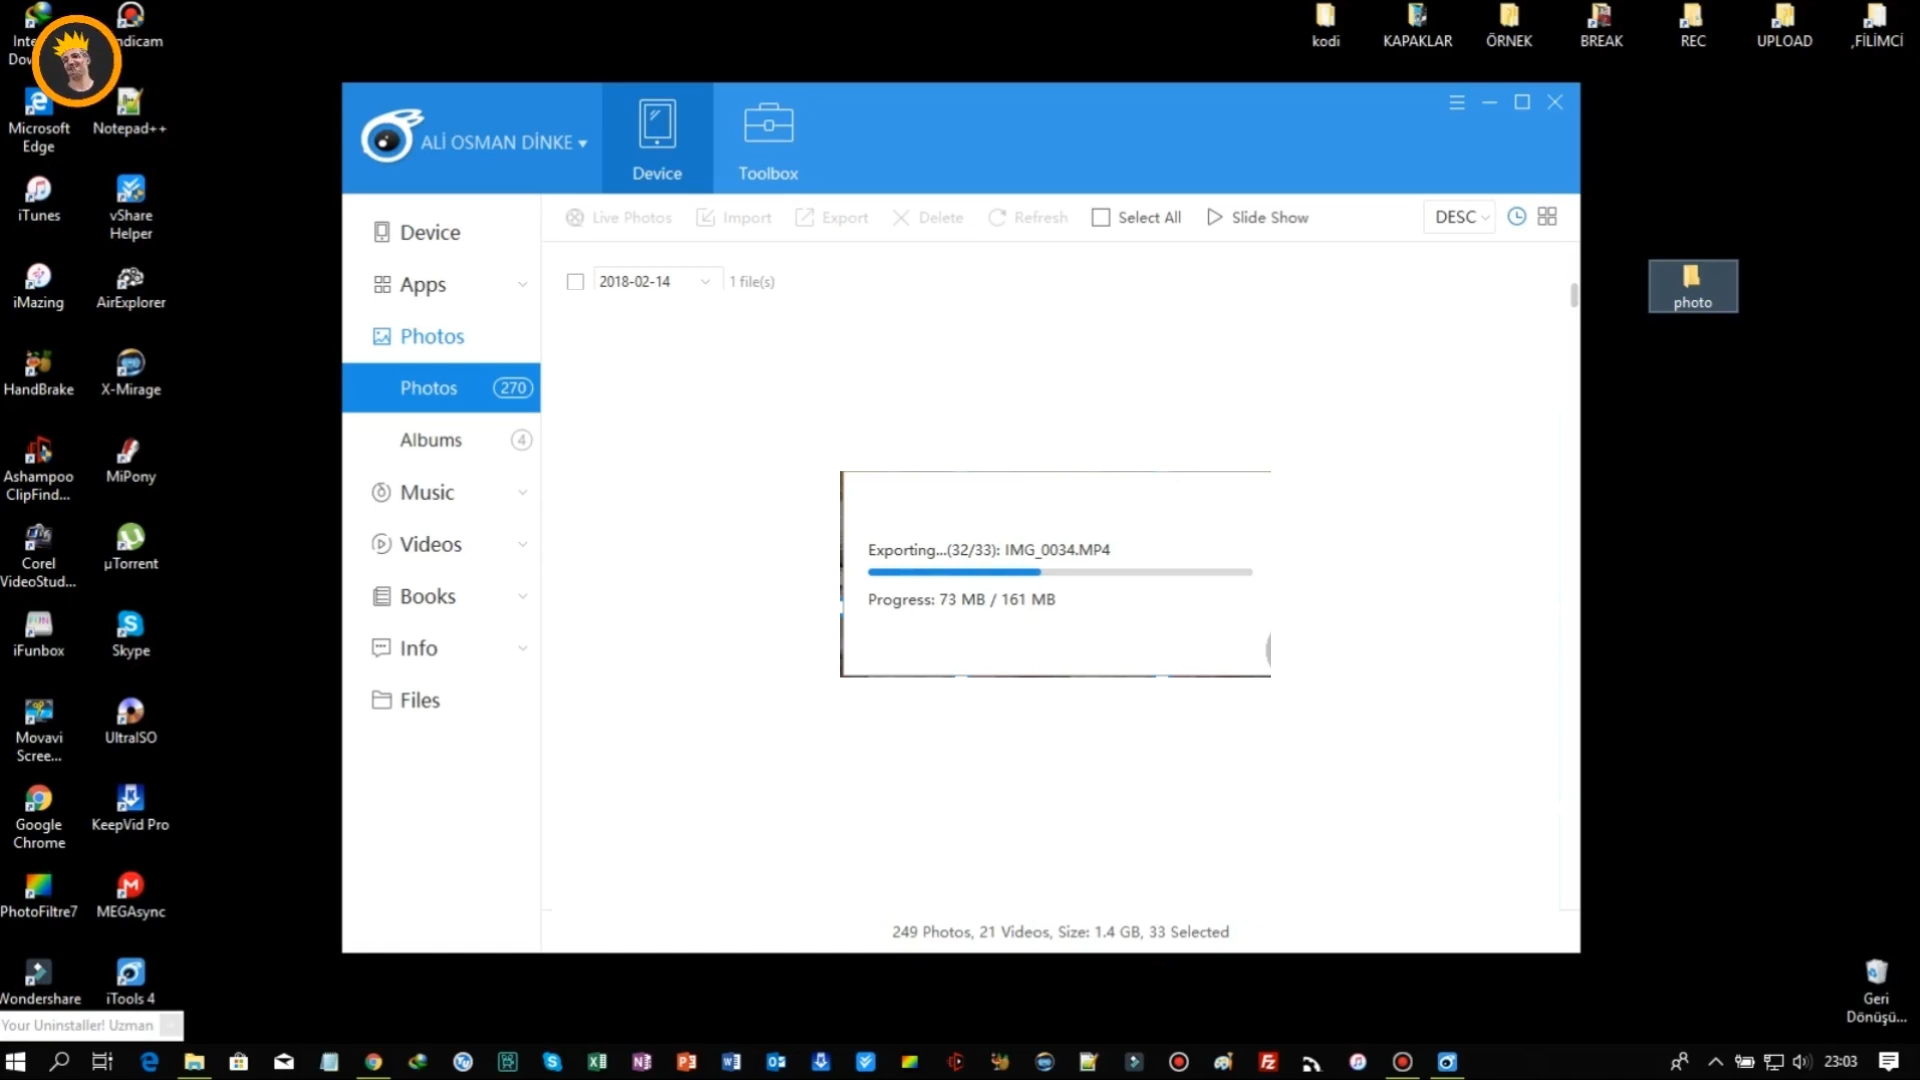 Inte
Dow
ndicam
Microsoft
Edge
Notepad++
iTunes
vShare
Helper
iMazing
AirExplorer
HandBrake
X-Mirage
Ashampoo
ClipFind...
MiPony
Corel
VideoStud...
µTorrent
iFunbox
Skype
Movavi
Scree...
UltraISO
Google
Chrome
KeepVid Pro
PhotoFiltre7
MEGAsync
Wondershare
iTools 4
Your Uninstaller! Uzman
kodi
KAPAKLAR
ÖRNEK
BREAK
REC
UPLOAD
,FİLİMCİ
photo
Geri
Dönüşü...
ALİ OSMAN DİNKE
Device
Toolbox
Device
Apps
Photos
Photos 270
Albums 4
Music
Videos
Books
Info
Files
Live Photos Import Export Delete Refresh Select All Slide Show DESC
2018-02-14 1 file(s)
Exporting...(32/33): IMG_0034.MP4
Progress: 73 MB / 161 MB
249 Photos, 21 Videos, Size: 1.4 GB, 33 Selected
23:03